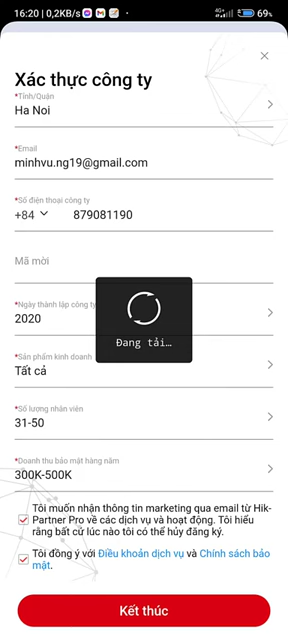 16:20 | 0,2KB/s
4G+
69%
Xác thực công ty
*Tỉnh/Quận
Ha Noi
*Email
minhvu.ng19@gmail.com
*Số điện thoại công ty
+84 879081190
Mã mời
*Ngày thành lập công ty
2020
Đang tải...
*Sản phẩm kinh doanh
Tất cả
*Số lượng nhân viên
31-50
*Doanh thu bảo mật hàng năm
300K-500K
Tôi muốn nhận thông tin marketing qua email từ Hik-
Partner Pro về các dịch vụ và hoạt động. Tôi hiểu
rằng bất cứ lúc nào tôi có thể hủy đăng ký.
Tôi đồng ý với Điều khoản dịch vụ và Chính sách bảo
mật.
Kết thúc